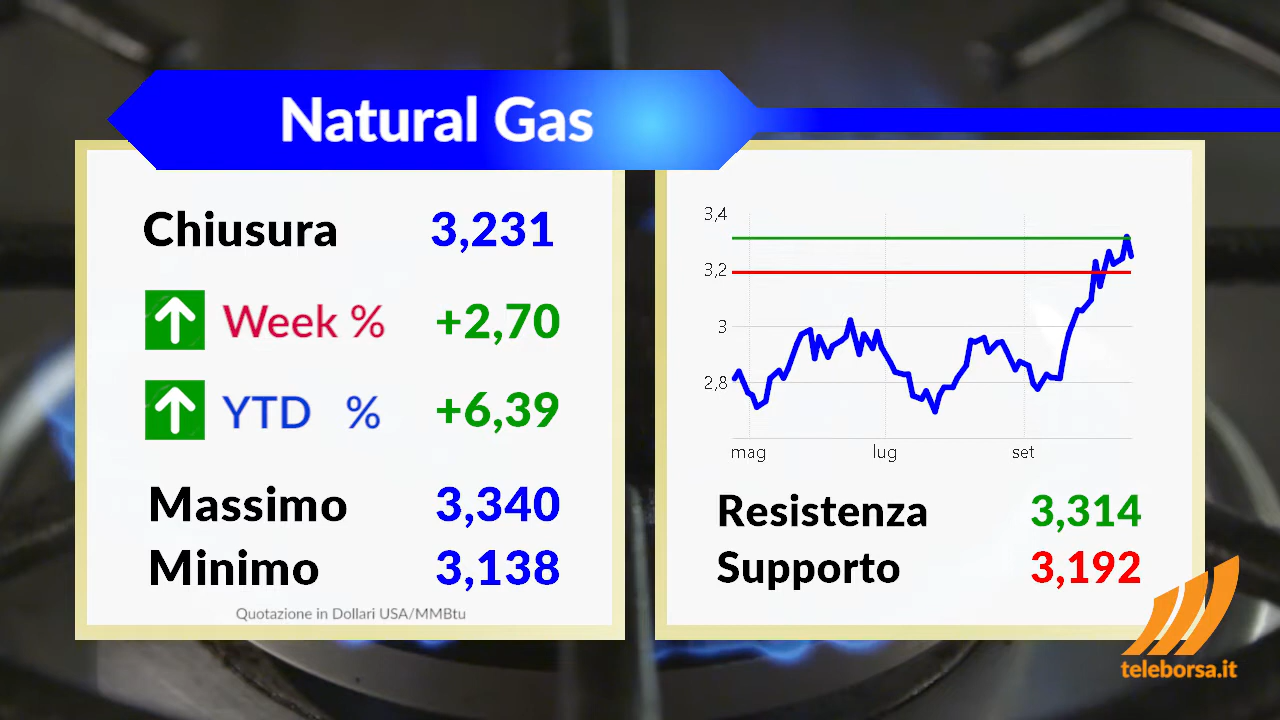 Natural Gas
Chiusura 3,231
Week % +2,70
YTD % +6,39
Massimo 3,340
Minimo 3,138
Quotazione in Dollari USA/MMBtu
3,4
3,2
3
2,8
mag lug set
Resistenza 3,314
Supporto 3,192
teleborsa.it